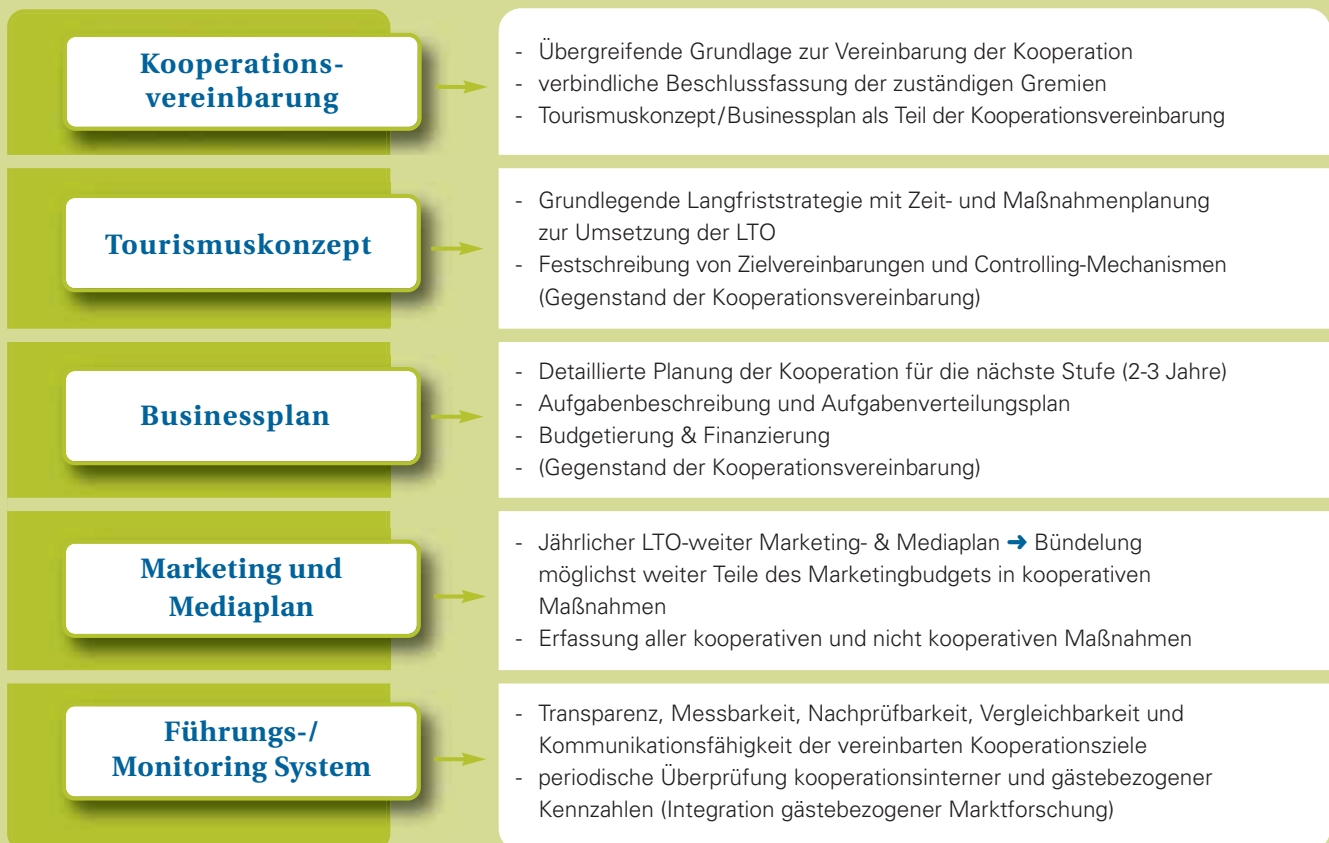 Kooperations-
vereinbarung
- Übergreifende Grundlage zur Vereinbarung der Kooperation
- verbindliche Beschlussfassung der zuständigen Gremien
- Tourismuskonzept/Businessplan als Teil der Kooperationsvereinbarung
Tourismuskonzept
- Grundlegende Langfriststrategie mit Zeit- und Maßnahmenplanung
zur Umsetzung der LTO
- Festschreibung von Zielvereinbarungen und Controlling-Mechanismen
(Gegenstand der Kooperationsvereinbarung)
Businessplan
- Detaillierte Planung der Kooperation für die nächste Stufe (2-3 Jahre)
- Aufgabenbeschreibung und Aufgabenverteilungsplan
- Budgetierung & Finanzierung
- (Gegenstand der Kooperationsvereinbarung)
Marketing und
Mediaplan
- Jährlicher LTO-weiter Marketing- & Mediaplan ➜ Bündelung
möglichst weiter Teile des Marketingbudgets in kooperativen
Maßnahmen
- Erfassung aller kooperativen und nicht kooperativen Maßnahmen
Führungs-/
Monitoring System
- Transparenz, Messbarkeit, Nachprüfbarkeit, Vergleichbarkeit und
Kommunikationsfähigkeit der vereinbarten Kooperationsziele
- periodische Überprüfung kooperationsinterner und gästebezogener
Kennzahlen (Integration gästebezogener Marktforschung)